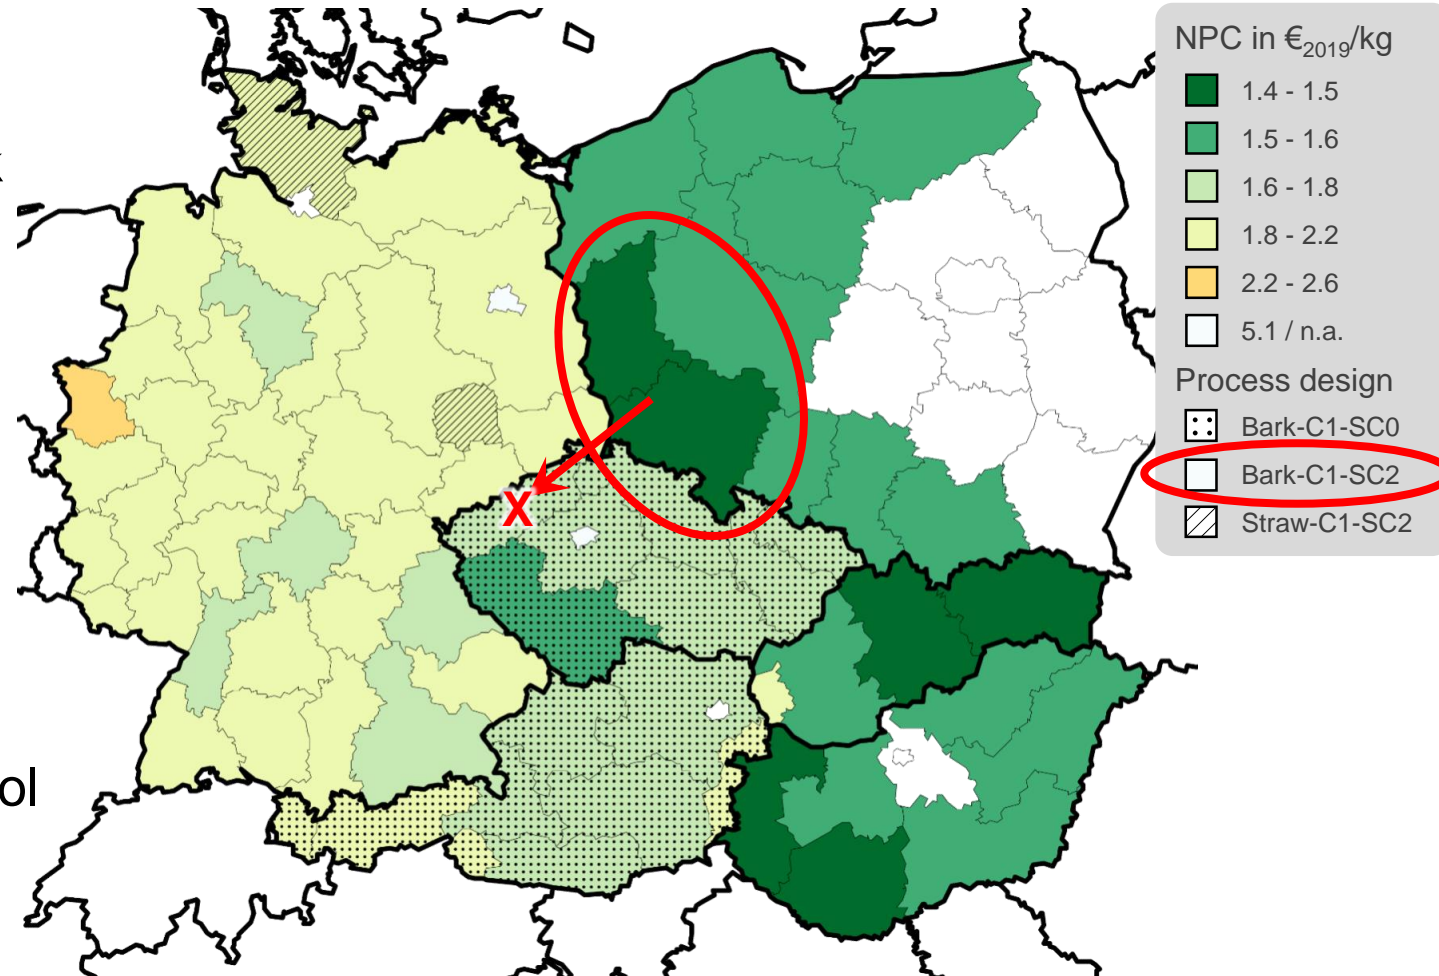 NPC in €2019/kg
1.4 - 1.5
1.5 - 1.6
1.6 - 1.8
1.8 - 2.2
2.2 - 2.6
5.1 / n.a.
Process design
Bark-C1-SC0
Bark-C1-SC2
Straw-C1-SC2
X
ol